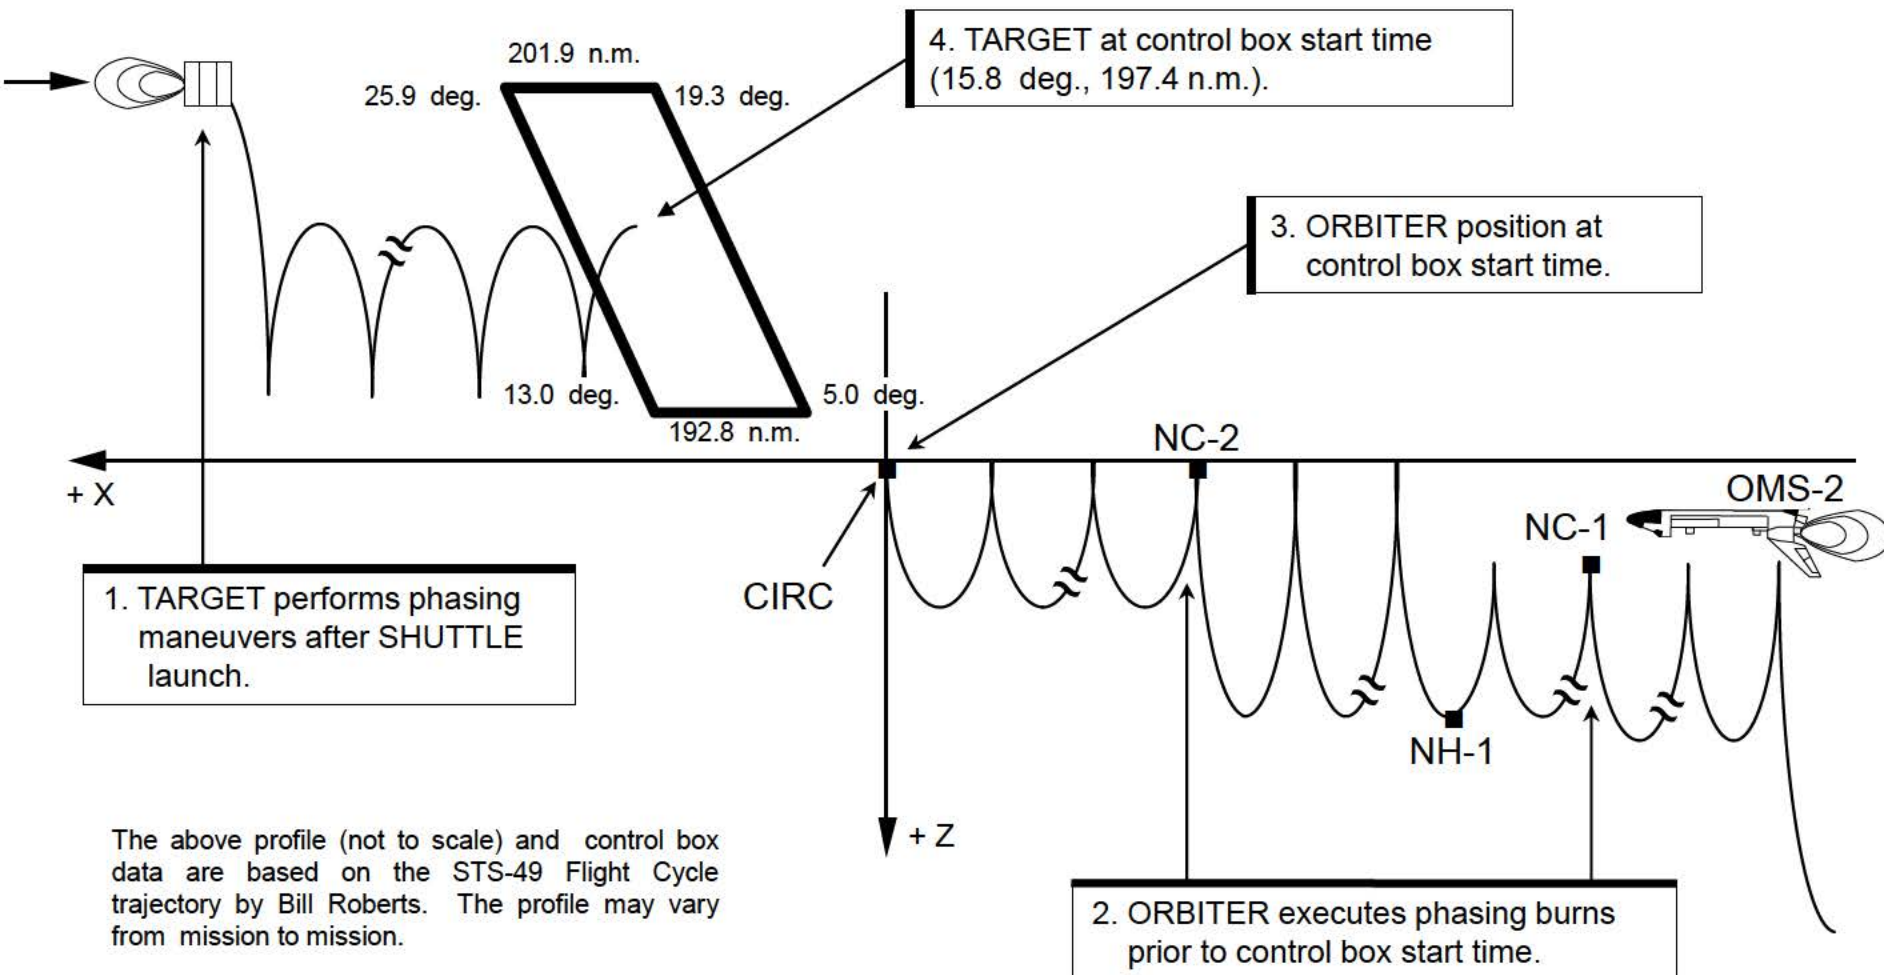 201.9 n.m.
25.9 deg.
19.3 deg.
4. TARGET at control box start time
(15.8 deg., 197.4 n.m.).
3. ORBITER position at
control box start time.
13.0 deg.
5.0 deg.
192.8 n.m.
NC-2
+ X
OMS-2
NC-1
CIRC
1. TARGET performs phasing
maneuvers after SHUTTLE
launch.
NH-1
+ Z
The above profile (not to scale) and control box
data are based on the STS-49 Flight Cycle
trajectory by Bill Roberts. The profile may vary
from mission to mission.
2. ORBITER executes phasing burns
prior to control box start time.